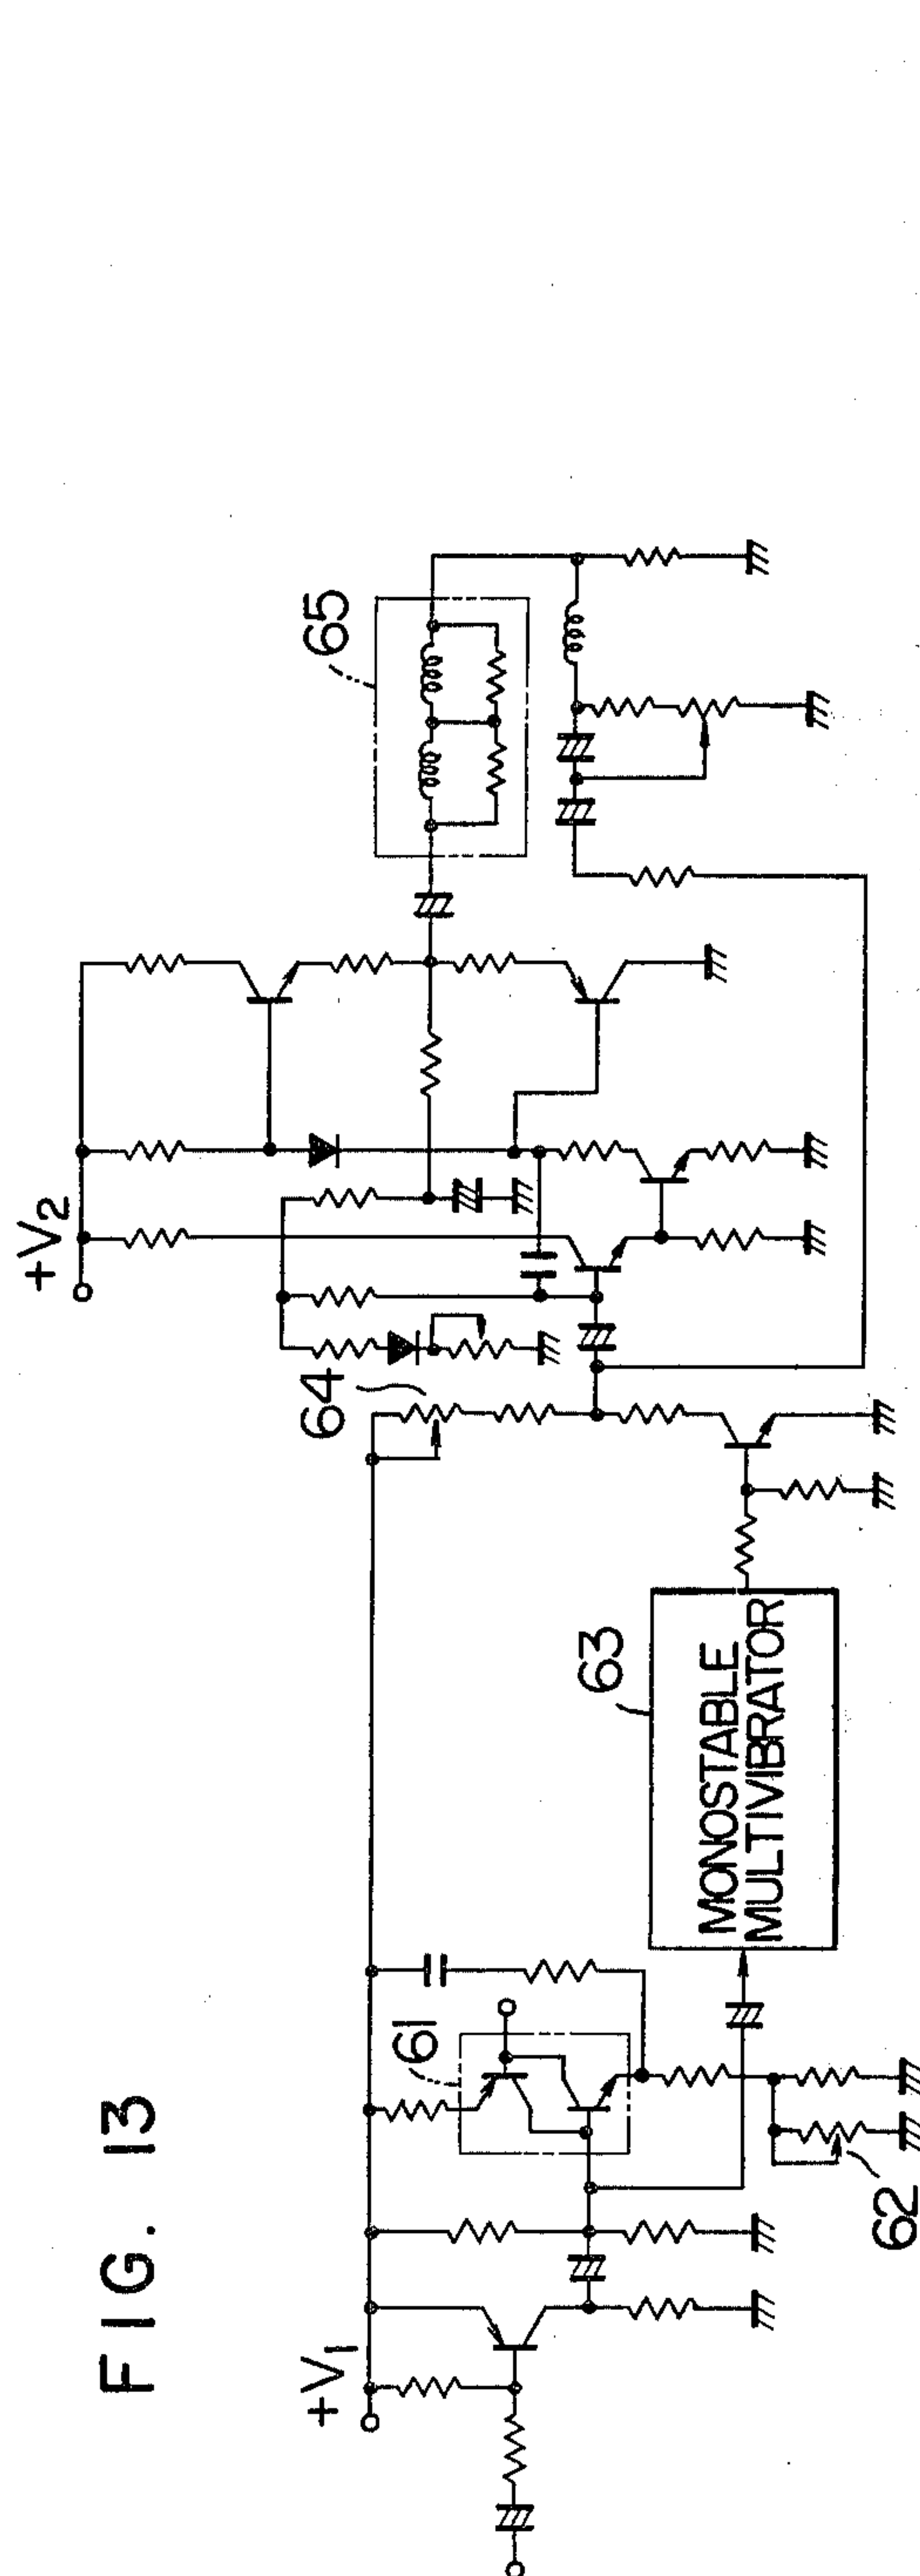 FIG. 13
+V1
61
62
63
MONOSTABLE
MULTIVIBRATOR
64
+V2
65